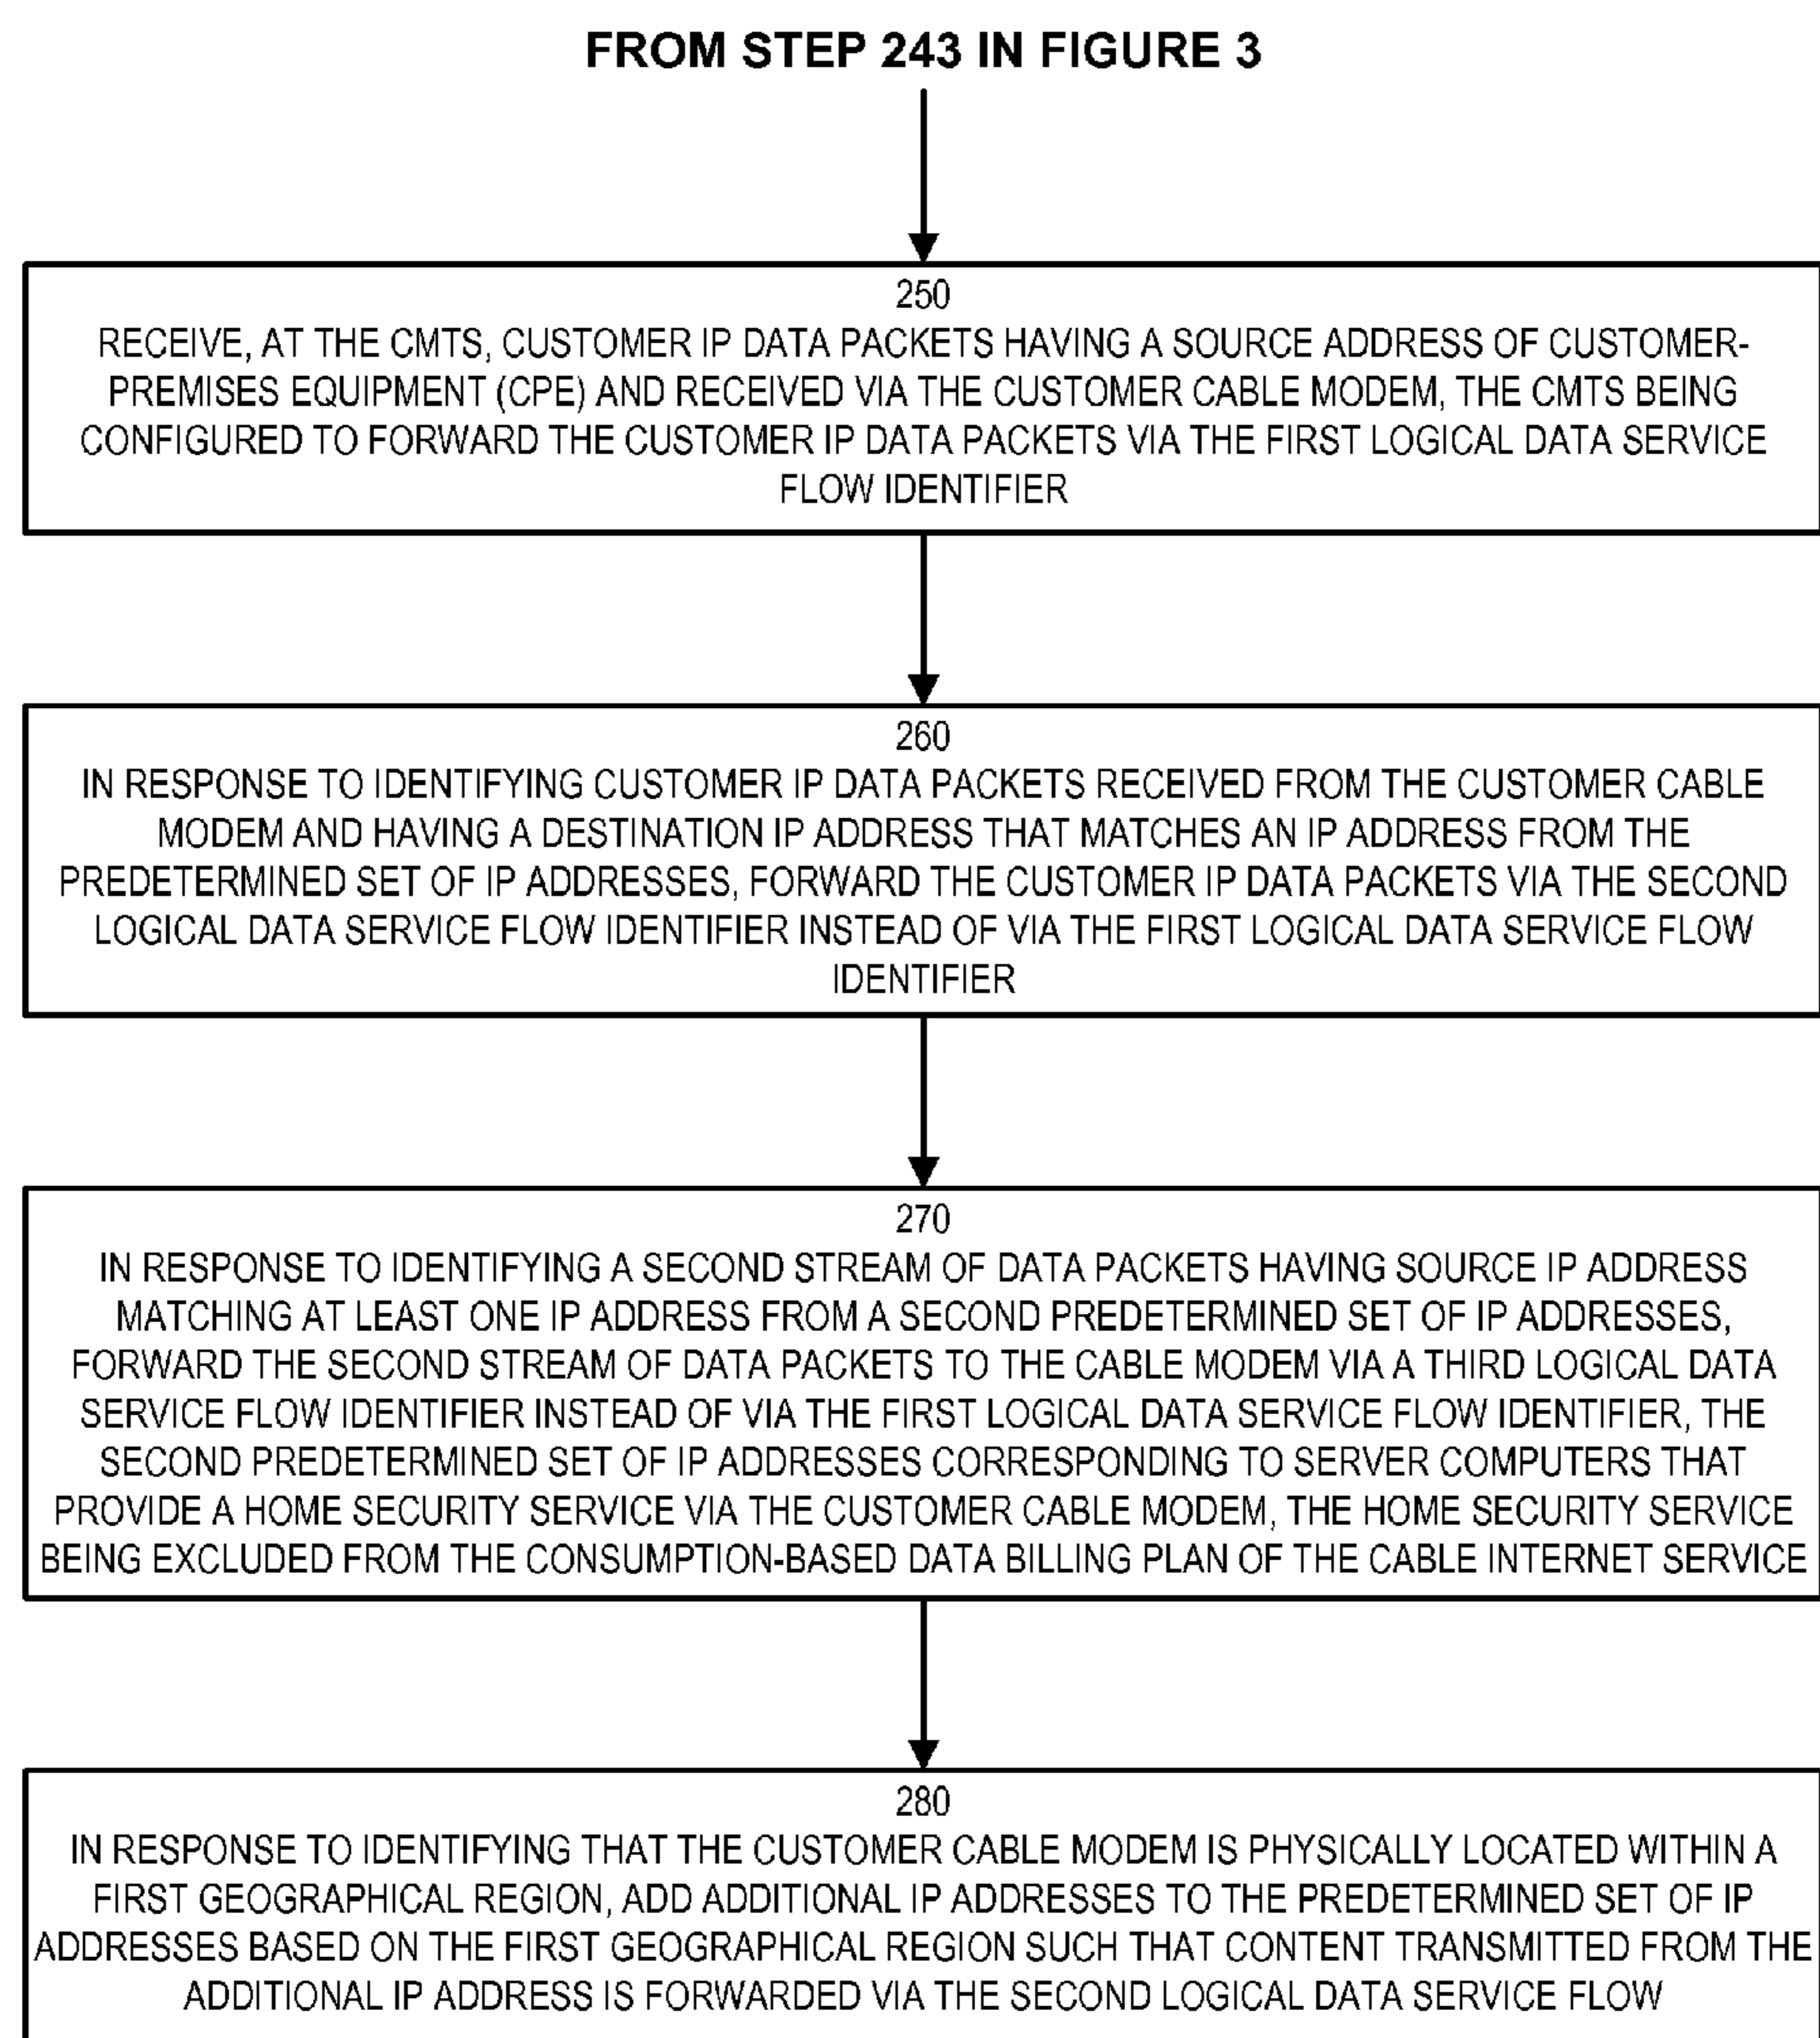 FROM STEP 243 IN FIGURE 3
250
RECEIVE, AT THE CMTS, CUSTOMER IP DATA PACKETS HAVING A SOURCE ADDRESS OF CUSTOMER-
PREMISES EQUIPMENT (CPE) AND RECEIVED VIA THE CUSTOMER CABLE MODEM, THE CMTS BEING
CONFIGURED TO FORWARD THE CUSTOMER IP DATA PACKETS VIA THE FIRST LOGICAL DATA SERVICE
FLOW IDENTIFIER
260
IN RESPONSE TO IDENTIFYING CUSTOMER IP DATA PACKETS RECEIVED FROM THE CUSTOMER CABLE
MODEM AND HAVING A DESTINATION IP ADDRESS THAT MATCHES AN IP ADDRESS FROM THE
PREDETERMINED SET OF IP ADDRESSES, FORWARD THE CUSTOMER IP DATA PACKETS VIA THE SECOND
LOGICAL DATA SERVICE FLOW IDENTIFIER INSTEAD OF VIA THE FIRST LOGICAL DATA SERVICE FLOW
IDENTIFIER
270
IN RESPONSE TO IDENTIFYING A SECOND STREAM OF DATA PACKETS HAVING SOURCE IP ADDRESS
MATCHING AT LEAST ONE IP ADDRESS FROM A SECOND PREDETERMINED SET OF IP ADDRESSES,
FORWARD THE SECOND STREAM OF DATA PACKETS TO THE CABLE MODEM VIA A THIRD LOGICAL DATA
SERVICE FLOW IDENTIFIER INSTEAD OF VIA THE FIRST LOGICAL DATA SERVICE FLOW IDENTIFIER, THE
SECOND PREDETERMINED SET OF IP ADDRESSES CORRESPONDING TO SERVER COMPUTERS THAT
PROVIDE A HOME SECURITY SERVICE VIA THE CUSTOMER CABLE MODEM, THE HOME SECURITY SERVICE
BEING EXCLUDED FROM THE CONSUMPTION-BASED DATA BILLING PLAN OF THE CABLE INTERNET SERVICE
280
IN RESPONSE TO IDENTIFYING THAT THE CUSTOMER CABLE MODEM IS PHYSICALLY LOCATED WITHIN A
FIRST GEOGRAPHICAL REGION, ADD ADDITIONAL IP ADDRESSES TO THE PREDETERMINED SET OF IP
ADDRESSES BASED ON THE FIRST GEOGRAPHICAL REGION SUCH THAT CONTENT TRANSMITTED FROM THE
ADDITIONAL IP ADDRESS IS FORWARDED VIA THE SECOND LOGICAL DATA SERVICE FLOW